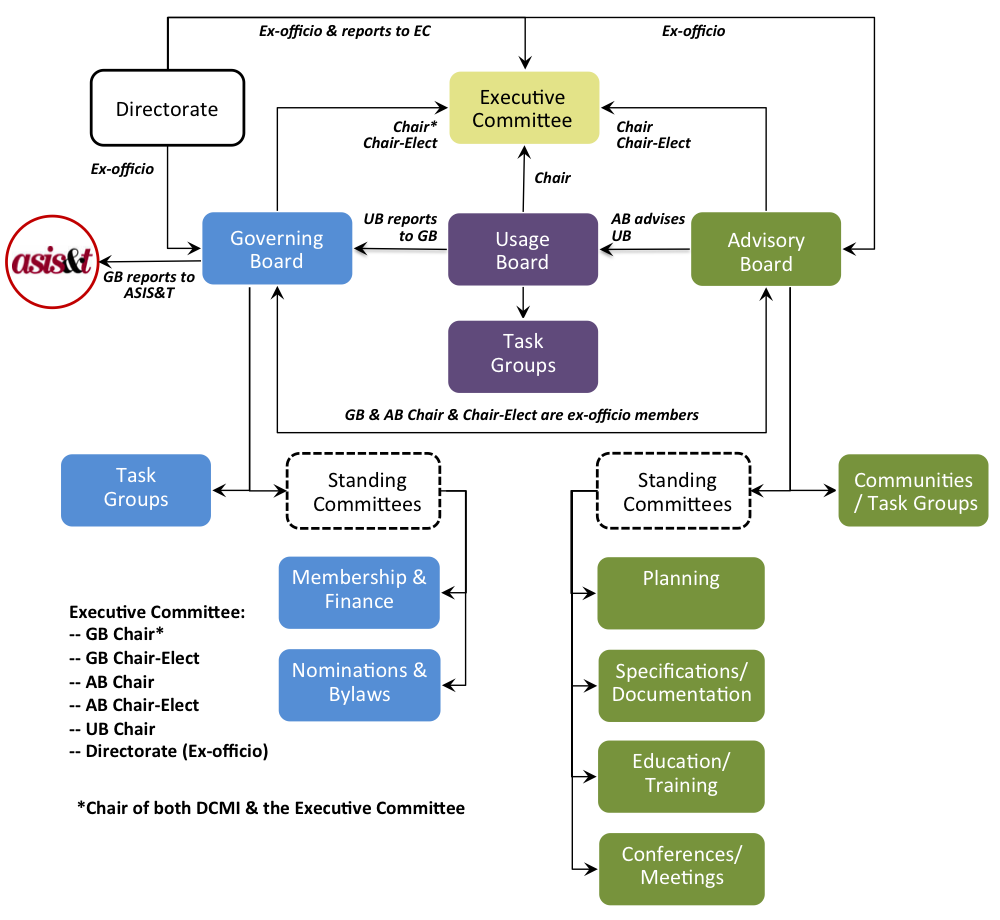 Ex-officio & reports to EC
Ex-officio
Directorate
Executive
Committee
Chair*
Chair-Elect
Chair
Chair-Elect
Ex-officio
Chair
Governing
Board
UB reports
to GB
Usage
Board
AB advises
UB
Advisory
Board
asis&t
GB reports to
ASIS&T
Task
Groups
GB & AB Chair & Chair-Elect are ex-officio members
Task
Groups
Standing
Committees
Standing
Committees
Communities
/ Task Groups
Membership &
Finance
Planning
Executive Committee:
-- GB Chair*
-- GB Chair-Elect
-- AB Chair
-- AB Chair-Elect
-- UB Chair
-- Directorate (Ex-officio)
Nominations &
Bylaws
Specifications/
Documentation
Education/
Training
*Chair of both DCMI & the Executive Committee
Conferences/
Meetings